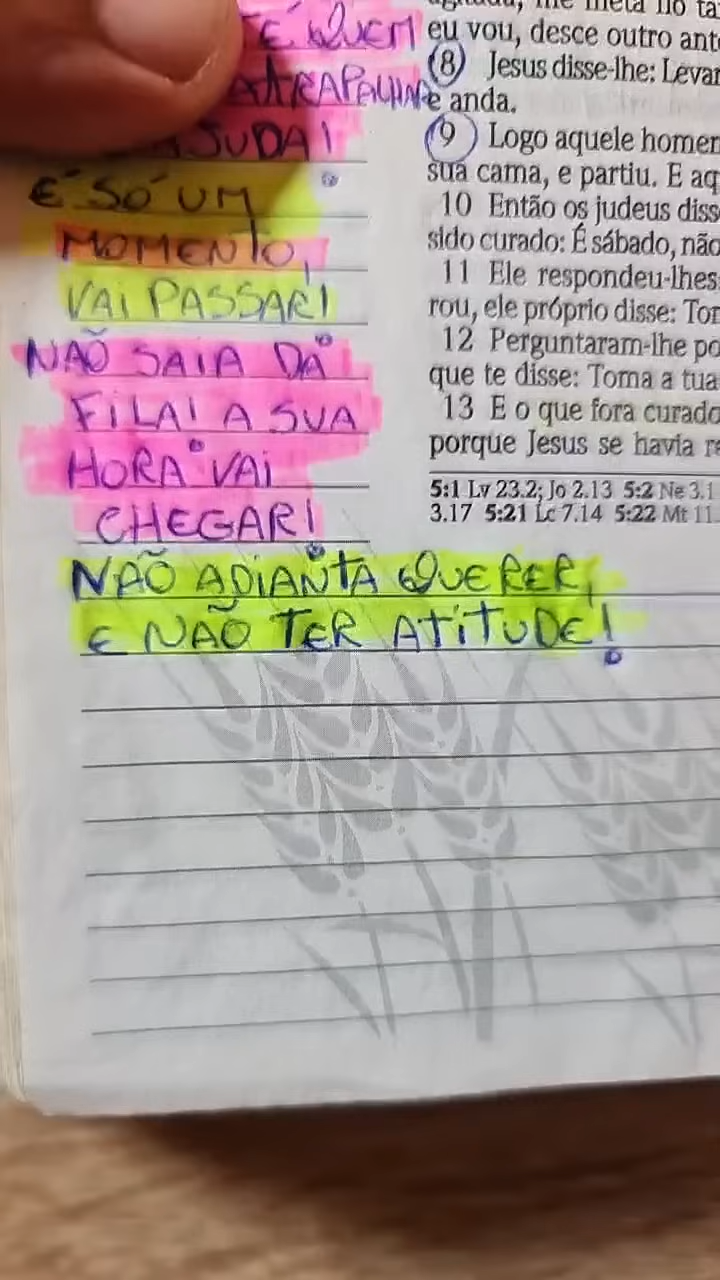 TÉ QUEM
ATRAPALHA
AJUDA!
É SÓ UM
MOMENTO,
VAI PASSAR!
NÃO SAIA DA
FILA! A SUA
HORA VAI
CHEGAR!
NÃO ADIANTA QUERER,
E NÃO TER ATITUDE!
eu vou, desce outro ant
8 Jesus disse-lhe: Levan
e anda.
9 Logo aquele homem
sua cama, e partiu. E aq
10 Então os judeus diss
sido curado: É sábado, não
11 Ele respondeu-lhes
rou, ele próprio disse: Tom
12 Perguntaram-lhe po
que te disse: Toma a tua
13 E o que fora curado
porque Jesus se havia re
5:1 Lv 23.2; Jo 2.13 5:2 Ne 3.1
3.17 5:21 Lc 7.14 5:22 Mt 11.